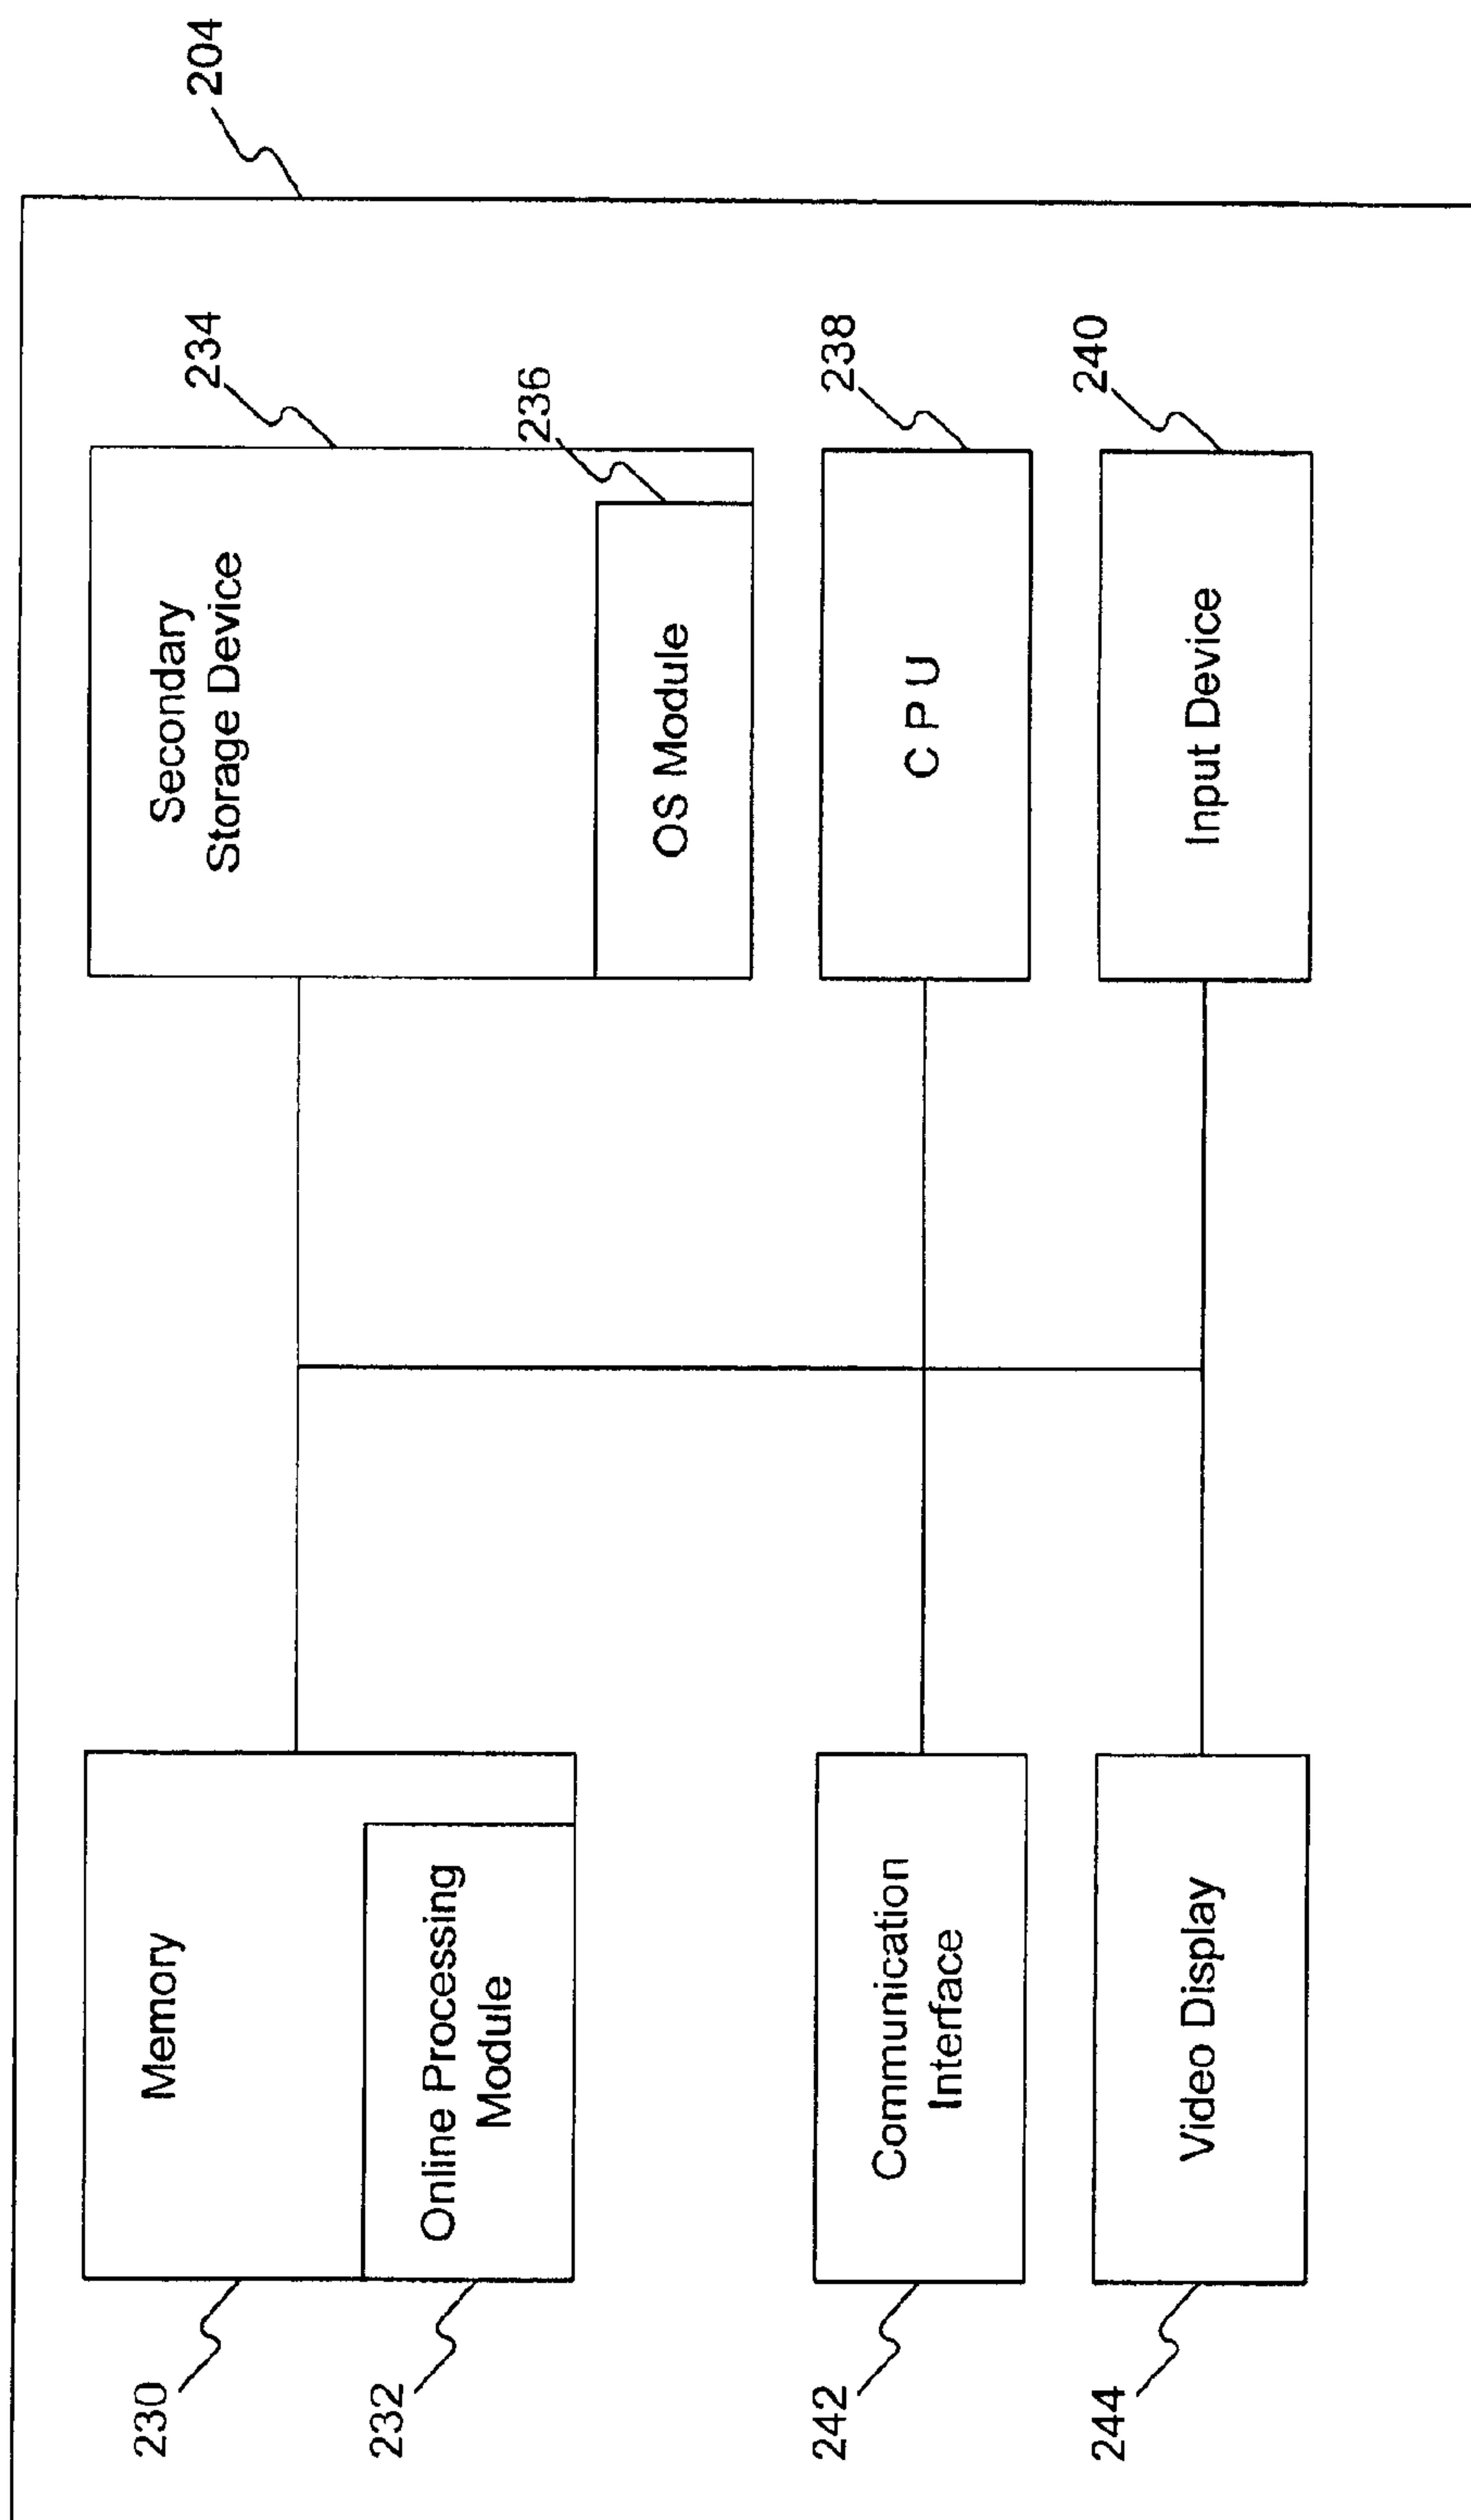 204
230
Memory
232
Online Processing
Module
234
Secondary
Storage Device
236
OS Module
242
Communication
Interface
238
C P U
244
Video Display
240
Input Device